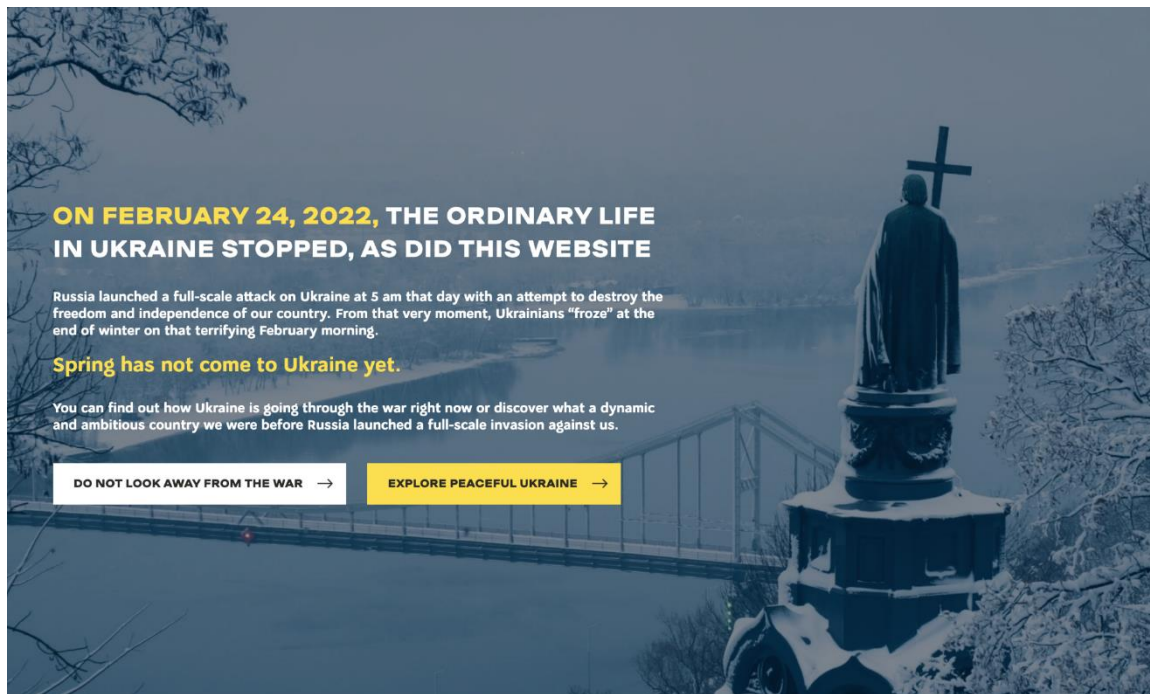 ON FEBRUARY 24, 2022, THE ORDINARY LIFE
IN UKRAINE STOPPED, AS DID THIS WEBSITE
Russia launched a full-scale attack on Ukraine at 5 am that day with an attempt to destroy the
freedom and independence of our country. From that very moment, Ukrainians “froze” at the
end of winter on that terrifying February morning.
Spring has not come to Ukraine yet.
You can find out how Ukraine is going through the war right now or discover what a dynamic
and ambitious country we were before Russia launched a full-scale invasion against us.
DO NOT LOOK AWAY FROM THE WAR →
EXPLORE PEACEFUL UKRAINE →